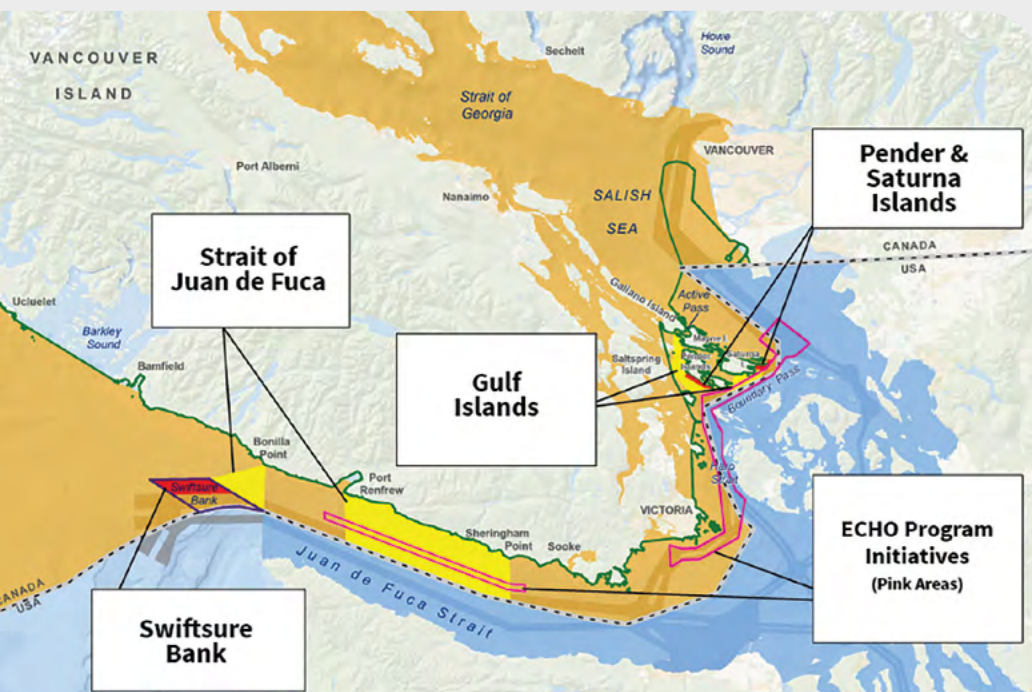 VANCOUVER
ISLAND
Howe
Sound
Sechelt
Strait of
Georgia
Port Alberni
VANCOUVER
Pender &
Saturna
Islands
Nanaimo
SALISH
SEA
Strait of
Juan de Fuca
CANADA
USA
Ucluelet
Barkley
Sound
Bamfield
Galiano Island
Active
Pass
Mayne I.
Saltspring
Island
Pender
Islands
Saturna
Gulf
Islands
Boundary Pass
Bonilla
Point
Port
Renfrew
Haro
Strait
Swiftsure
Bank
VICTORIA
Sheringham
Point
Sooke
ECHO Program
Initiatives
(Pink Areas)
Juan de Fuca Strait
CANADA
USA
Swiftsure
Bank